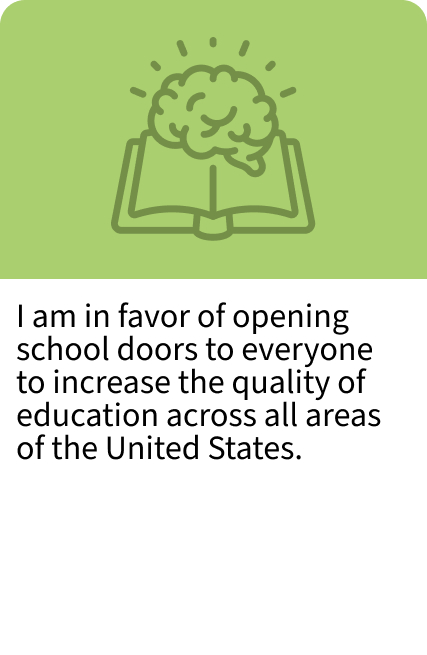 I am in favor of opening
school doors to everyone
to increase the quality of
education across all areas
of the United States.